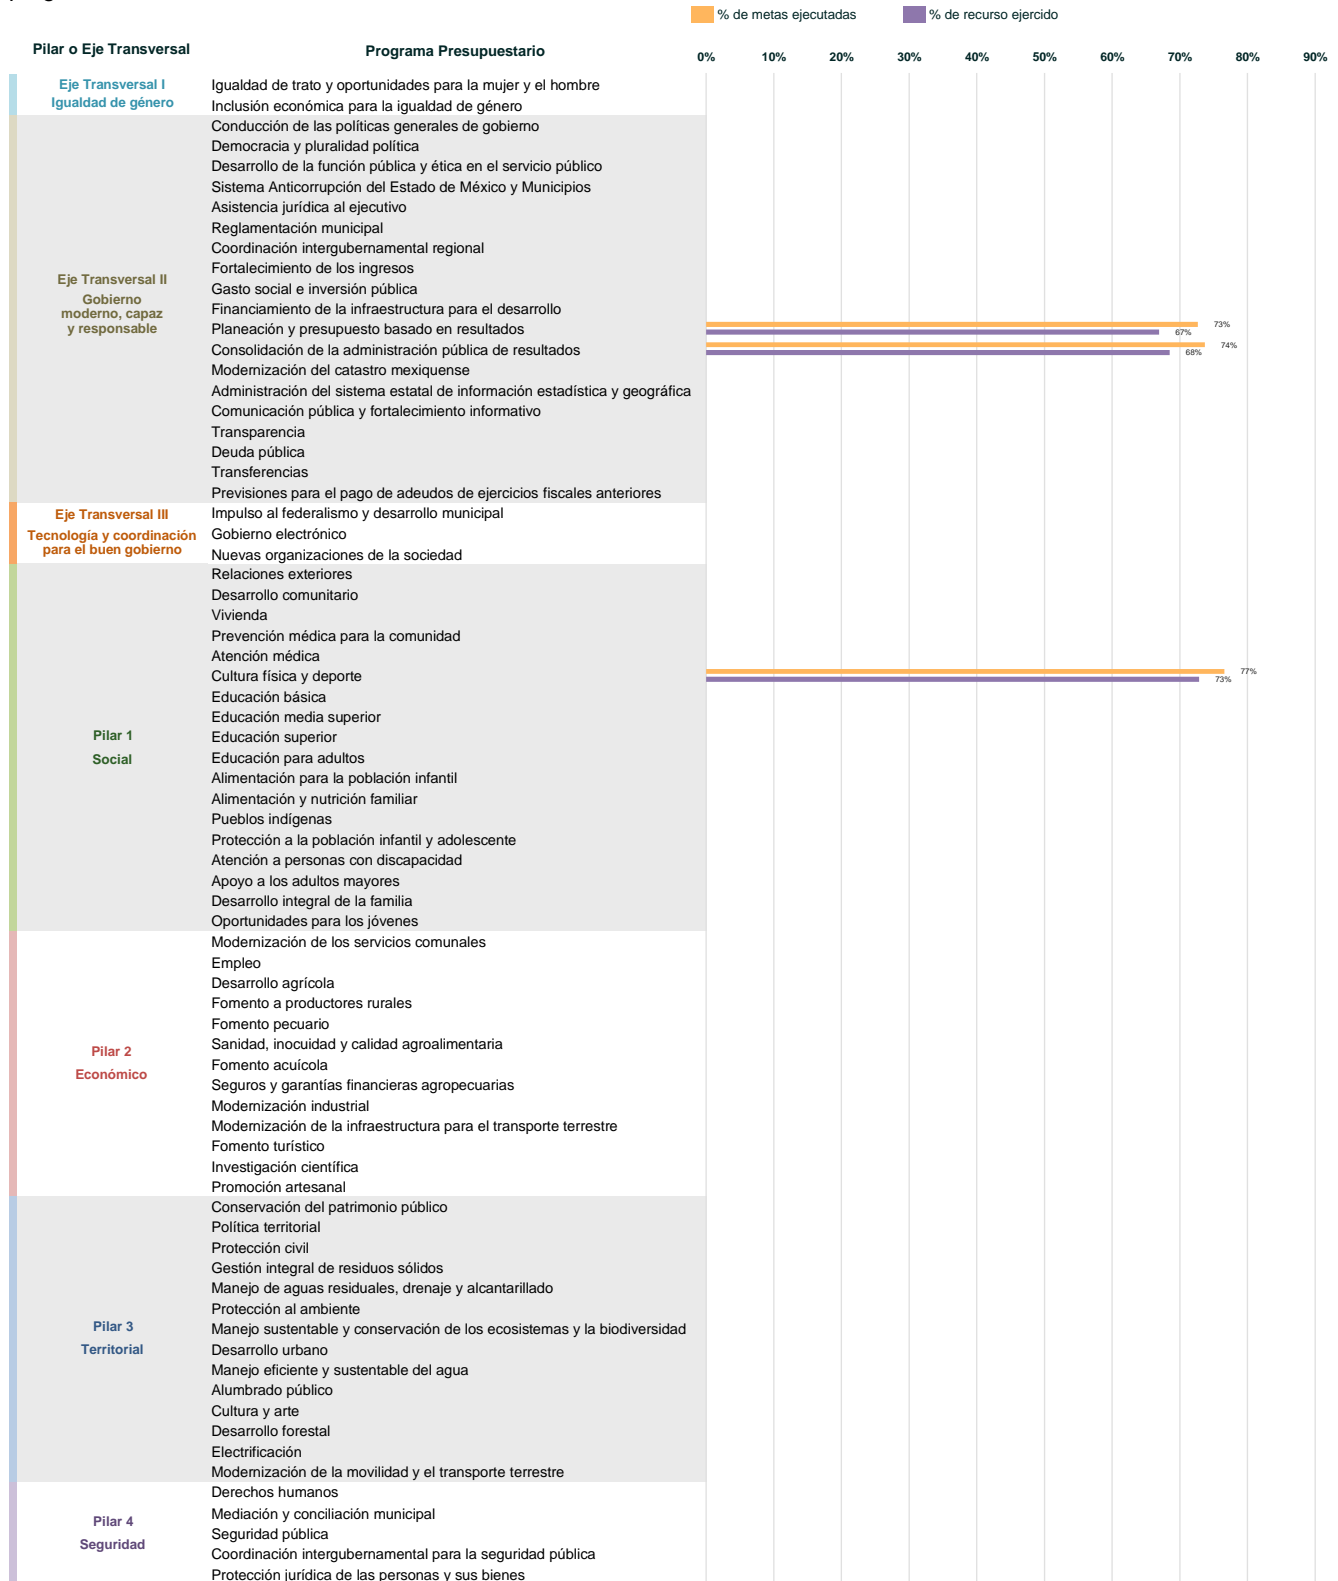 % de metas ejecutadas % de recurso ejercido
Pilar o Eje Transversal Programa Presupuestario 0% 10% 20% 30% 40% 50% 60% 70% 80% 90%
Eje Transversal I
Igualdad de género
Igualdad de trato y oportunidades para la mujer y el hombre
Inclusión económica para la igualdad de género
Eje Transversal II
Gobierno
moderno, capaz
y responsable
Conducción de las políticas generales de gobierno
Democracia y pluralidad política
Desarrollo de la función pública y ética en el servicio público
Sistema Anticorrupción del Estado de México y Municipios
Asistencia jurídica al ejecutivo
Reglamentación municipal
Coordinación intergubernamental regional
Fortalecimiento de los ingresos
Gasto social e inversión pública
Financiamiento de la infraestructura para el desarrollo
Planeación y presupuesto basado en resultados 73%
67%
Consolidación de la administración pública de resultados 74%
68%
Modernización del catastro mexiquense
Administración del sistema estatal de información estadística y geográfica
Comunicación pública y fortalecimiento informativo
Transparencia
Deuda pública
Transferencias
Previsiones para el pago de adeudos de ejercicios fiscales anteriores
Eje Transversal III
Tecnología y coordinación
para el buen gobierno
Impulso al federalismo y desarrollo municipal
Gobierno electrónico
Nuevas organizaciones de la sociedad
Pilar 1
Social
Relaciones exteriores
Desarrollo comunitario
Vivienda
Prevención médica para la comunidad
Atención médica
Cultura física y deporte 77%
73%
Educación básica
Educación media superior
Educación superior
Educación para adultos
Alimentación para la población infantil
Alimentación y nutrición familiar
Pueblos indígenas
Protección a la población infantil y adolescente
Atención a personas con discapacidad
Apoyo a los adultos mayores
Desarrollo integral de la familia
Oportunidades para los jóvenes
Pilar 2
Económico
Modernización de los servicios comunales
Empleo
Desarrollo agrícola
Fomento a productores rurales
Fomento pecuario
Sanidad, inocuidad y calidad agroalimentaria
Fomento acuícola
Seguros y garantías financieras agropecuarias
Modernización industrial
Modernización de la infraestructura para el transporte terrestre
Fomento turístico
Investigación científica
Promoción artesanal
Pilar 3
Territorial
Conservación del patrimonio público
Política territorial
Protección civil
Gestión integral de residuos sólidos
Manejo de aguas residuales, drenaje y alcantarillado
Protección al ambiente
Manejo sustentable y conservación de los ecosistemas y la biodiversidad
Desarrollo urbano
Manejo eficiente y sustentable del agua
Alumbrado público
Cultura y arte
Desarrollo forestal
Electrificación
Modernización de la movilidad y el transporte terrestre
Pilar 4
Seguridad
Derechos humanos
Mediación y conciliación municipal
Seguridad pública
Coordinación intergubernamental para la seguridad pública
Protección jurídica de las personas y sus bienes